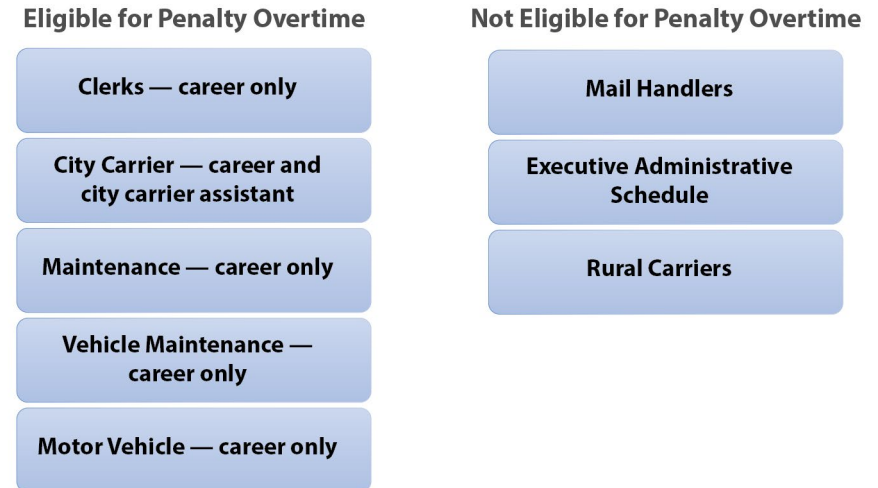 Eligible for Penalty Overtime
Clerks — career only
City Carrier — career and
city carrier assistant
Maintenance — career only
Vehicle Maintenance —
career only
Motor Vehicle — career only
Not Eligible for Penalty Overtime
Mail Handlers
Executive Administrative
Schedule
Rural Carriers